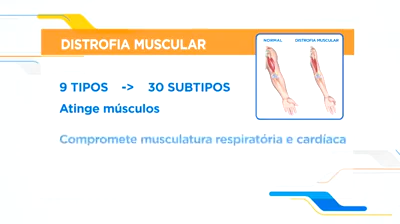 DISTROFIA MUSCULAR
NORMAL DISTROFIA MUSCULAR
9 TIPOS -> 30 SUBTIPOS
Atinge músculos
Compromete musculatura respiratória e cardíaca